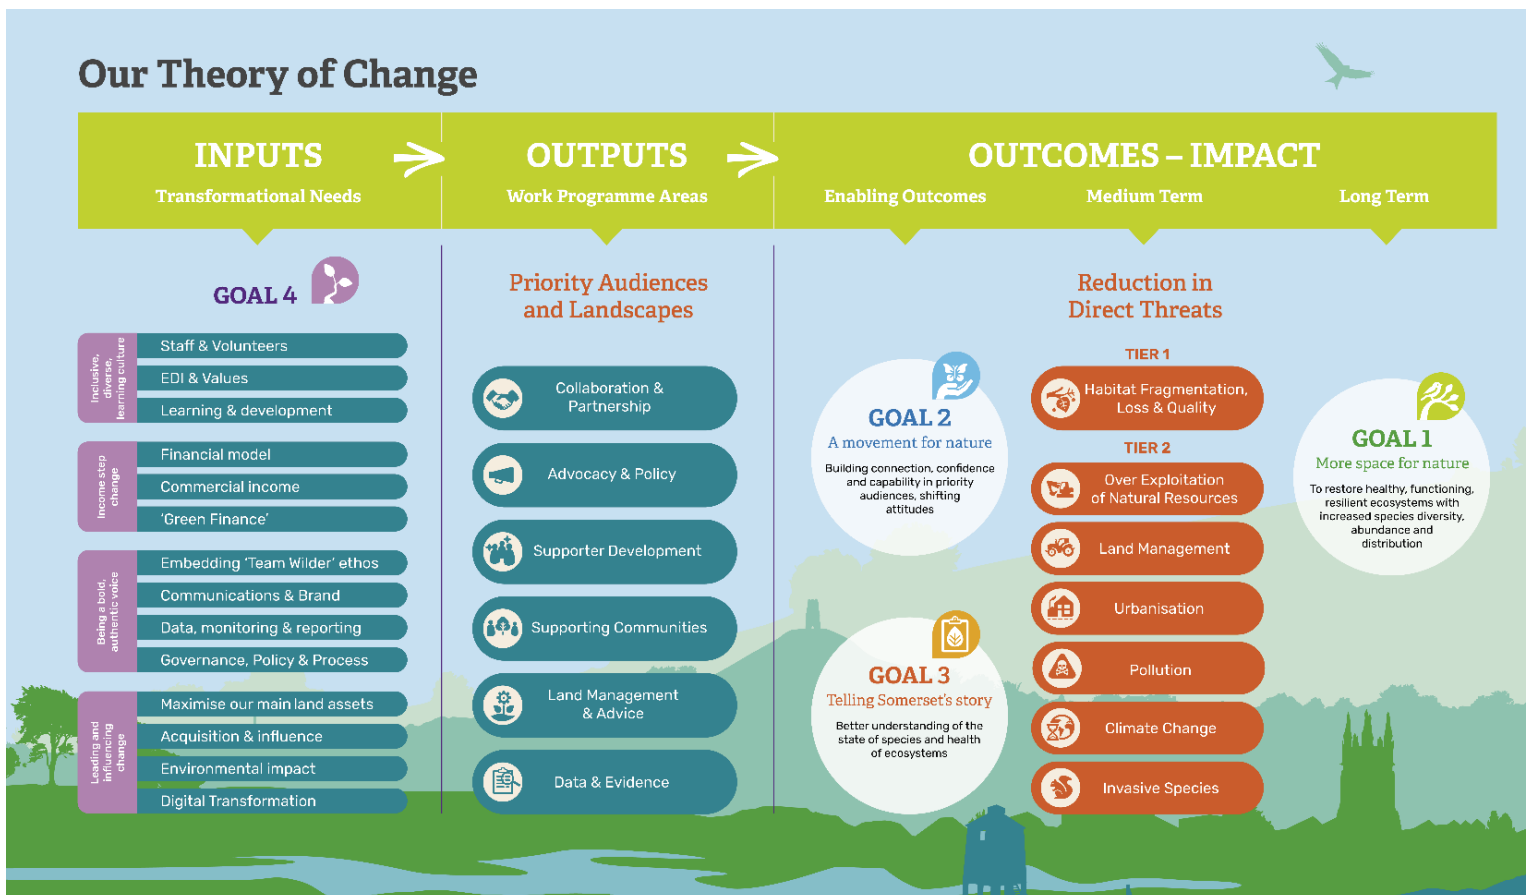 Our Theory of Change
INPUTS
Transformational Needs
OUTPUTS
Work Programme Areas
OUTCOMES – IMPACT
Enabling Outcomes
Medium Term
Long Term
GOAL 4
Inclusive,
diverse,
learning culture
Staff & Volunteers
EDI & Values
Learning & development
Income step
change
Financial model
Commercial income
‘Green Finance’
Being a bold,
authentic voice
Embedding ‘Team Wilder’ ethos
Communications & Brand
Data, monitoring & reporting
Governance, Policy & Process
Leading and
influencing
change
Maximise our main land assets
Acquisition & influence
Environmental impact
Digital Transformation
Priority Audiences
and Landscapes
Collaboration &
Partnership
Advocacy & Policy
Supporter Development
Supporting Communities
Land Management
& Advice
Data & Evidence
GOAL 2
A movement for nature
Building connection, confidence
and capability in priority
audiences, shifting
attitudes
GOAL 3
Telling Somerset’s story
Better understanding of the
state of species and health
of ecosystems
Reduction in
Direct Threats
TIER 1
Habitat Fragmentation,
Loss & Quality
TIER 2
Over Exploitation
of Natural Resources
Land Management
Urbanisation
Pollution
Climate Change
Invasive Species
GOAL 1
More space for nature
To restore healthy, functioning,
resilient ecosystems with
increased species diversity,
abundance and
distribution